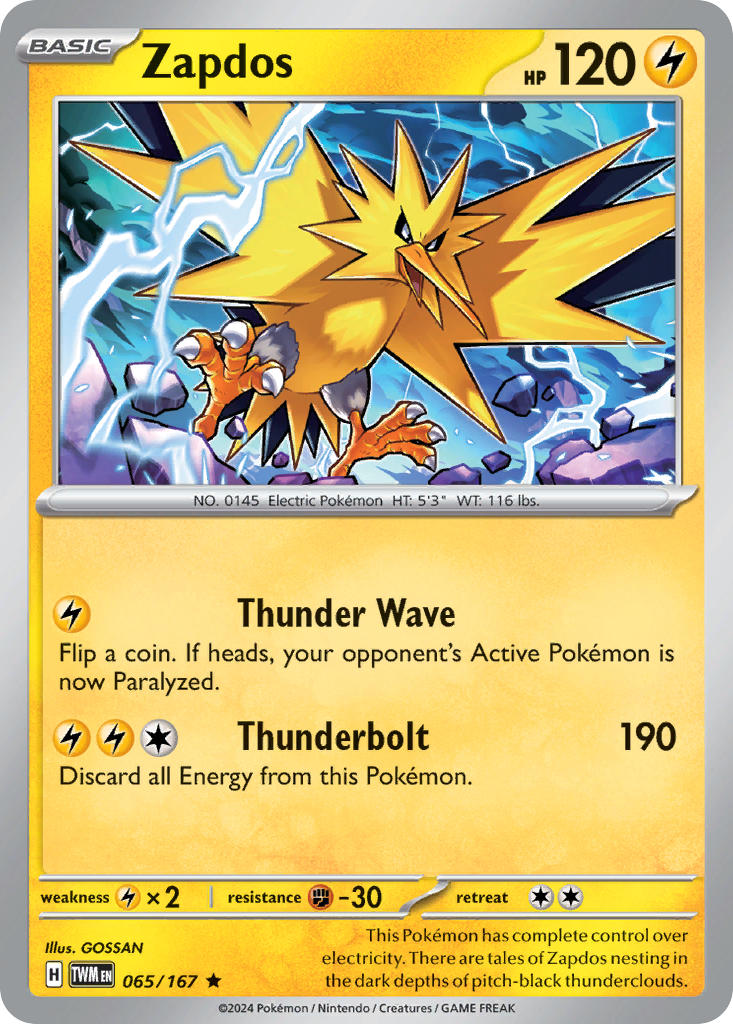 BASIC
Zapdos
HP 120
NO. 0145 Electric Pokémon HT: 5'3" WT: 116 lbs.
Thunder Wave
Flip a coin. If heads, your opponent's Active Pokémon is
now Paralyzed.
Thunderbolt 190
Discard all Energy from this Pokémon.
weakness ×2 resistance -30 retreat
Illus. GOSSAN
H TWM EN 065/167 ★
This Pokémon has complete control over
electricity. There are tales of Zapdos nesting in
the dark depths of pitch-black thunderclouds.
©2024 Pokémon / Nintendo / Creatures / GAME FREAK